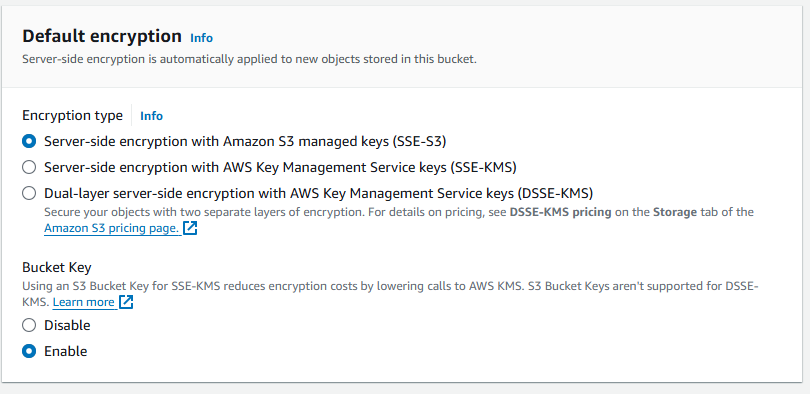 Default encryption Info
Server-side encryption is automatically applied to new objects stored in this bucket.
Encryption type Info
Server-side encryption with Amazon S3 managed keys (SSE-S3)
Server-side encryption with AWS Key Management Service keys (SSE-KMS)
Dual-layer server-side encryption with AWS Key Management Service keys (DSSE-KMS)
Secure your objects with two separate layers of encryption. For details on pricing, see DSSE-KMS pricing on the Storage tab of the
Amazon S3 pricing page.
Bucket Key
Using an S3 Bucket Key for SSE-KMS reduces encryption costs by lowering calls to AWS KMS. S3 Bucket Keys aren't supported for DSSE-
KMS. Learn more
Disable
Enable